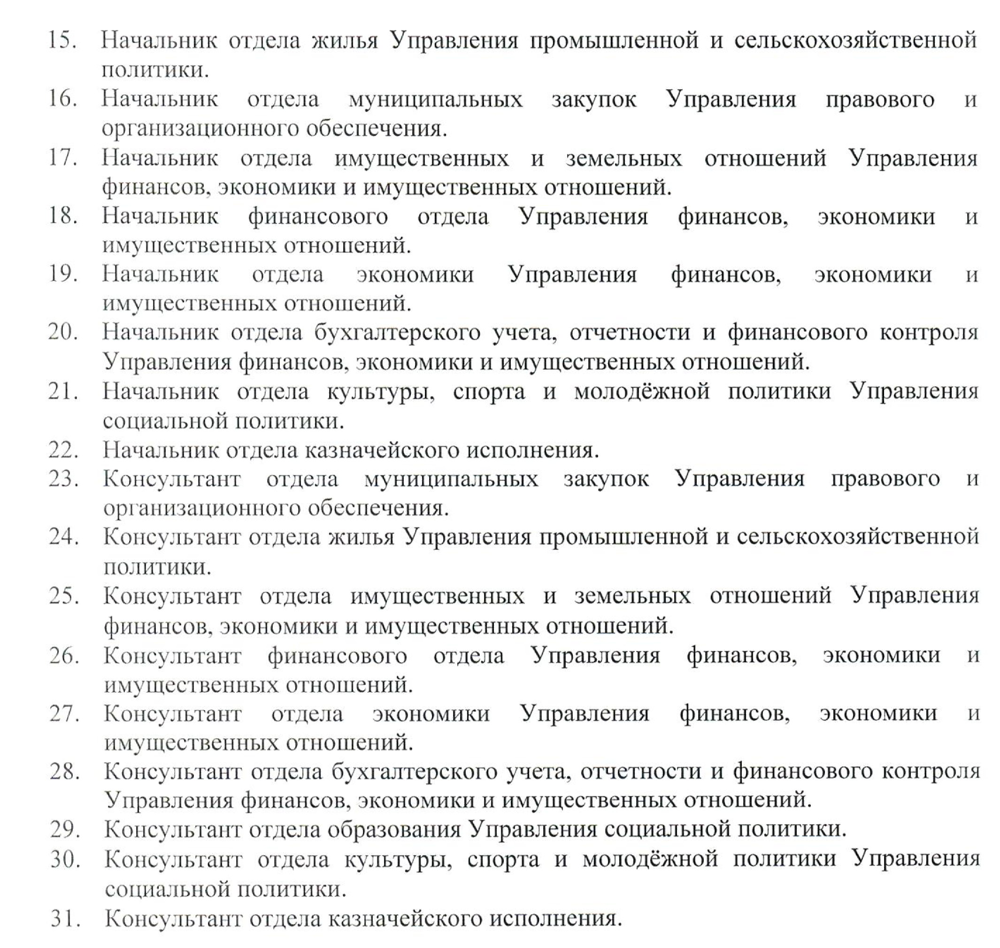 15. Начальник отдела жилья Управления промышленной и сельскохозяйственной
политики.
16. Начальник отдела муниципальных закупок Управления правового и
организационного обеспечения.
17. Начальник отдела имущественных и земельных отношений Управления
финансов, экономики и имущественных отношений.
18. Начальник финансового отдела Управления финансов, экономики и
имущественных отношений.
19. Начальник отдела экономики Управления финансов, экономики и
имущественных отношений.
20. Начальник отдела бухгалтерского учета, отчетности и финансового контроля
Управления финансов, экономики и имущественных отношений.
21. Начальник отдела культуры, спорта и молодёжной политики Управления
социальной политики.
22. Начальник отдела казначейского исполнения.
23. Консультант отдела муниципальных закупок Управления правового и
организационного обеспечения.
24. Консультант отдела жилья Управления промышленной и сельскохозяйственной
политики.
25. Консультант отдела имущественных и земельных отношений Управления
финансов, экономики и имущественных отношений.
26. Консультант финансового отдела Управления финансов, экономики и
имущественных отношений.
27. Консультант отдела экономики Управления финансов, экономики и
имущественных отношений.
28. Консультант отдела бухгалтерского учета, отчетности и финансового контроля
Управления финансов, экономики и имущественных отношений.
29. Консультант отдела образования Управления социальной политики.
30. Консультант отдела культуры, спорта и молодёжной политики Управления
социальной политики.
31. Консультант отдела казначейского исполнения.